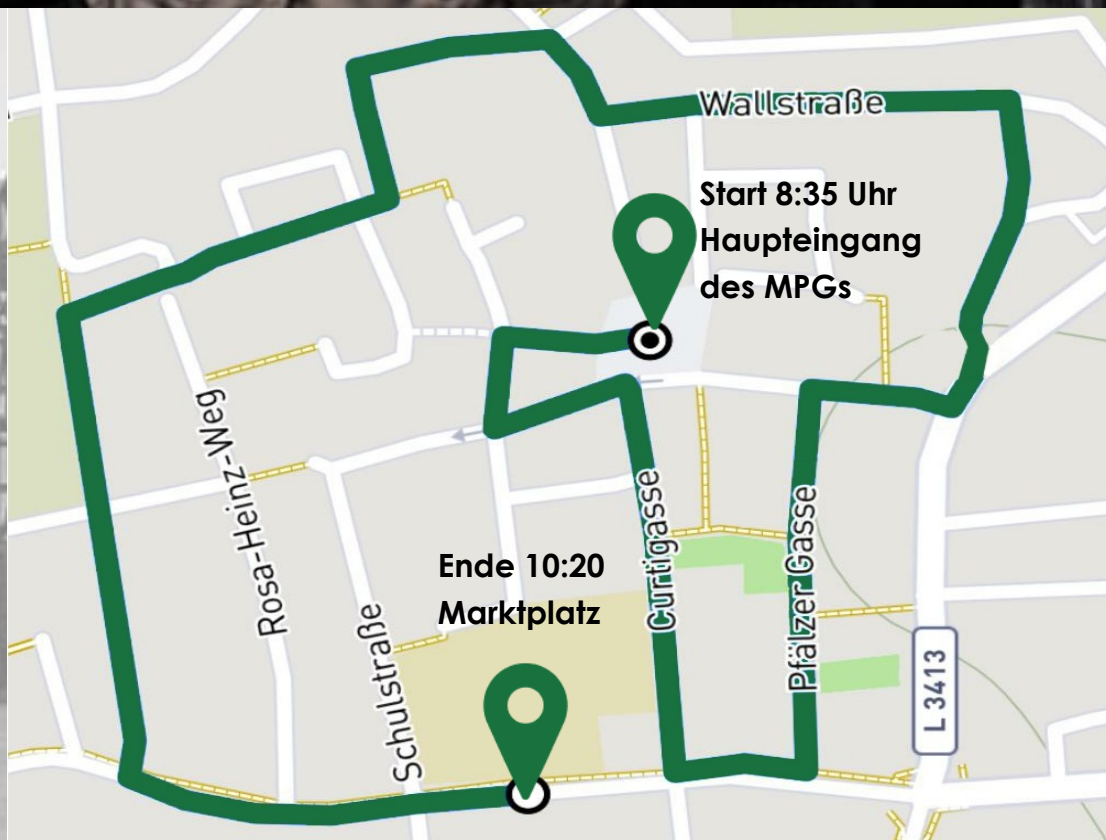 Wallstraße
Start 8:35 Uhr
Haupteingang
des MPGs
Rosa-Heinz-Weg
Curtigasse
Pfälzer Gasse
Ende 10:20
Marktplatz
Schulstraße
L 3413